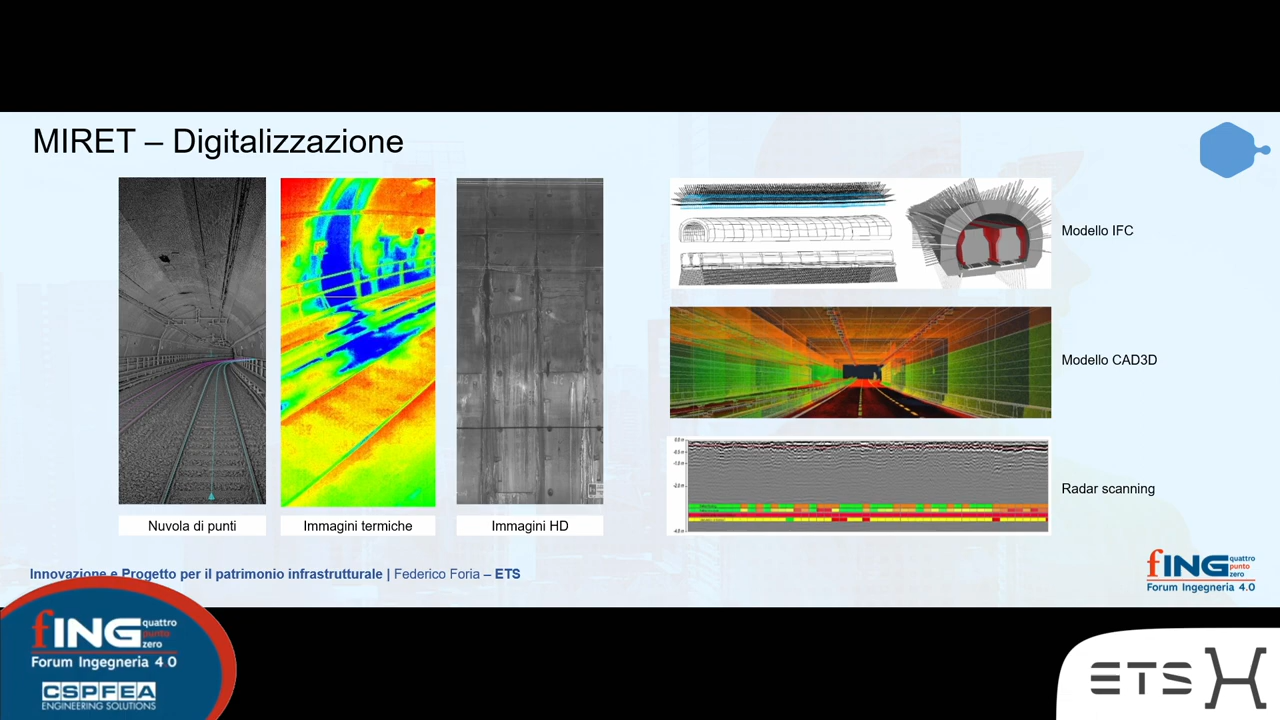 MIRET – Digitalizzazione
Nuvola di punti
Immagini termiche
Immagini HD
Modello IFC
Modello CAD3D
Radar scanning
Innovazione e Progetto per il patrimonio infrastrutturale | Federico Foria – ETS
fING quattro punto zero
Forum Ingegneria 4.0
fING quattro punto zero
Forum Ingegneria 4 0
CSPFEA
ENGINEERING SOLUTIONS
ETS